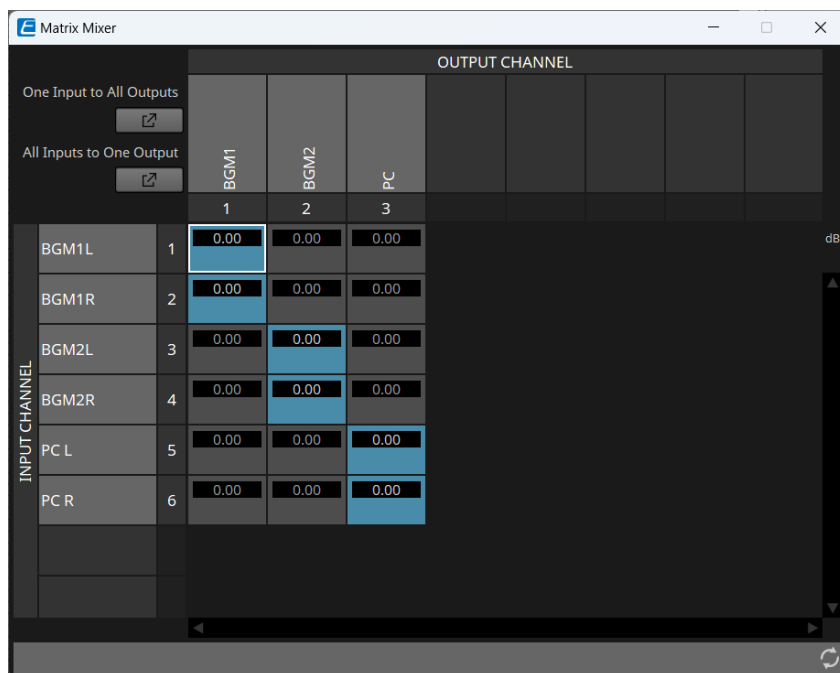 Matrix Mixer
OUTPUT CHANNEL
One Input to All Outputs
All Inputs to One Output
BGM1 BGM2 PC
1 2 3
INPUT CHANNEL
dB
BGM1L 1 0.00 0.00 0.00
BGM1R 2 0.00 0.00 0.00
BGM2L 3 0.00 0.00 0.00
BGM2R 4 0.00 0.00 0.00
PC L 5 0.00 0.00 0.00
PC R 6 0.00 0.00 0.00